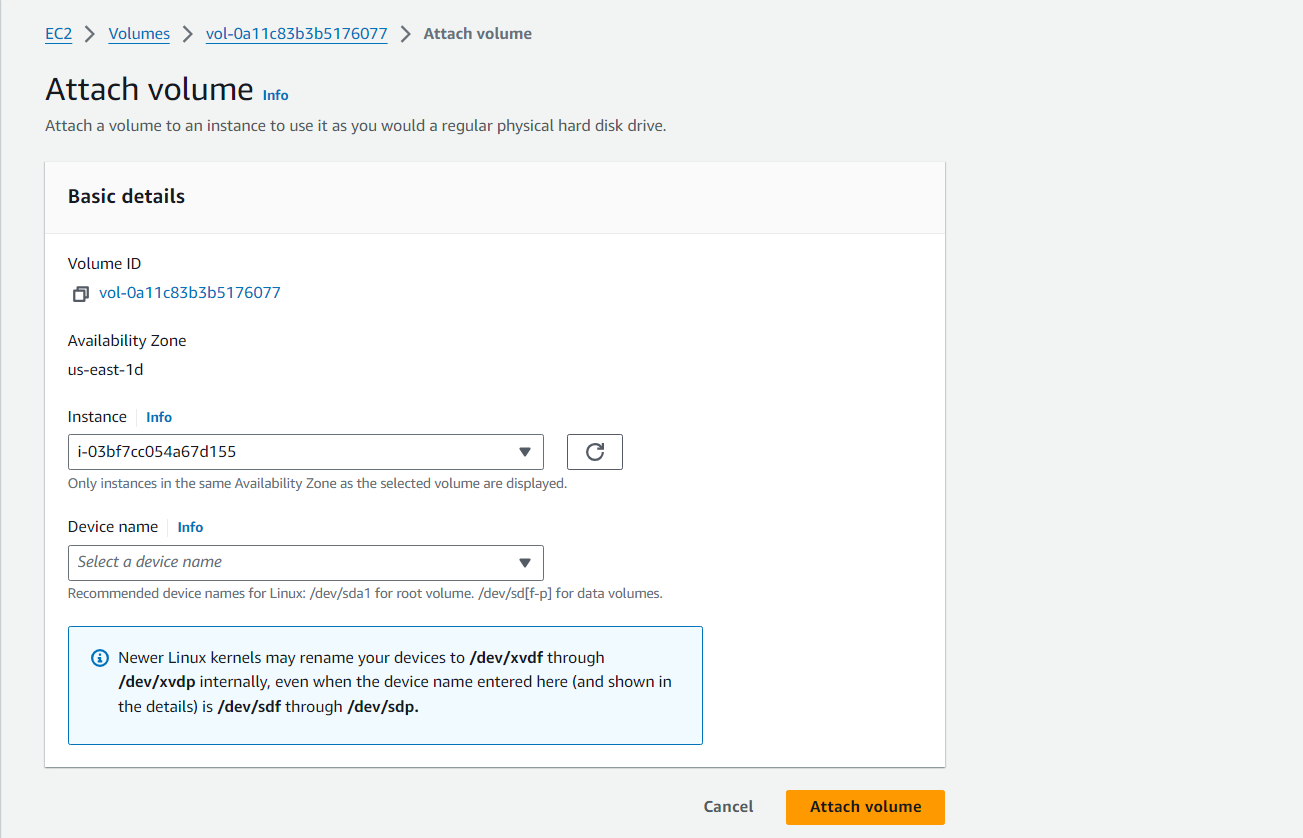 EC2 > Volumes > vol-0a11c83b3b5176077 > Attach volume
Attach volume Info
Attach a volume to an instance to use it as you would a regular physical hard disk drive.
Basic details
Volume ID
vol-0a11c83b3b5176077
Availability Zone
us-east-1d
Instance Info
i-03bf7cc054a67d155
Only instances in the same Availability Zone as the selected volume are displayed.
Device name Info
Select a device name
Recommended device names for Linux: /dev/sda1 for root volume. /dev/sd[f-p] for data volumes.
Newer Linux kernels may rename your devices to /dev/xvdf through
/dev/xvdp internally, even when the device name entered here (and shown in
the details) is /dev/sdf through /dev/sdp.
Cancel Attach volume